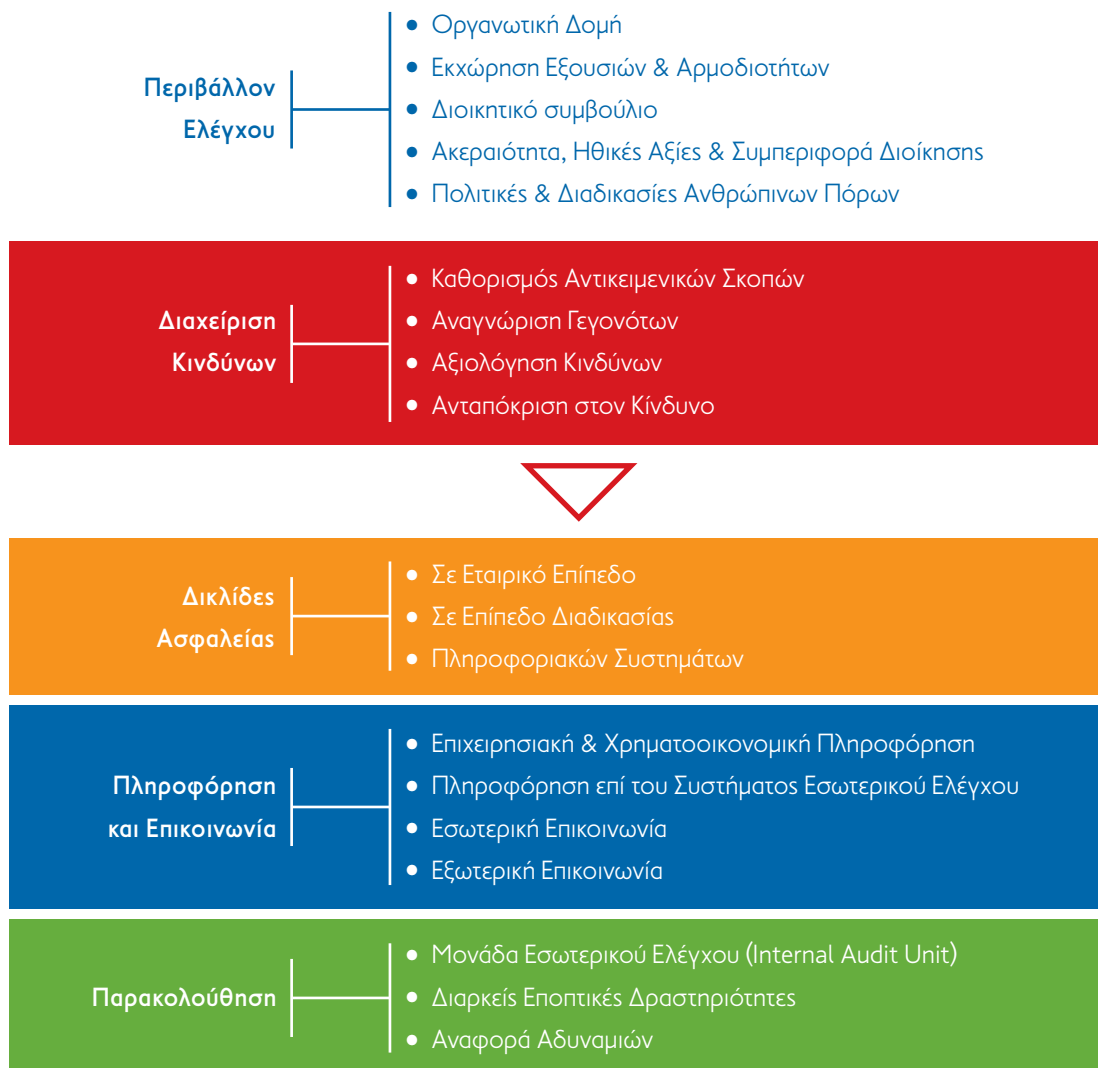 Περιβάλλον
Ελέγχου
• Οργανωτική Δομή
• Εκχώρηση Εξουσιών & Αρμοδιοτήτων
• Διοικητικό συμβούλιο
• Ακεραιότητα, Ηθικές Αξίες & Συμπεριφορά Διοίκησης
• Πολιτικές & Διαδικασίες Ανθρώπινων Πόρων
Διαχείριση
Κινδύνων
• Καθορισμός Αντικειμενικών Σκοπών
• Αναγνώριση Γεγονότων
• Αξιολόγηση Κινδύνων
• Ανταπόκριση στον Κίνδυνο
Δικλίδες
Ασφαλείας
• Σε Εταιρικό Επίπεδο
• Σε Επίπεδο Διαδικασίας
• Πληροφοριακών Συστημάτων
Πληροφόρηση
και Επικοινωνία
• Επιχειρησιακή & Χρηματοοικονομική Πληροφόρηση
• Πληροφόρηση επί του Συστήματος Εσωτερικού Ελέγχου
• Εσωτερική Επικοινωνία
• Εξωτερική Επικοινωνία
Παρακολούθηση
• Μονάδα Εσωτερικού Ελέγχου (Internal Audit Unit)
• Διαρκείς Εποπτικές Δραστηριότητες
• Αναφορά Αδυναμιών